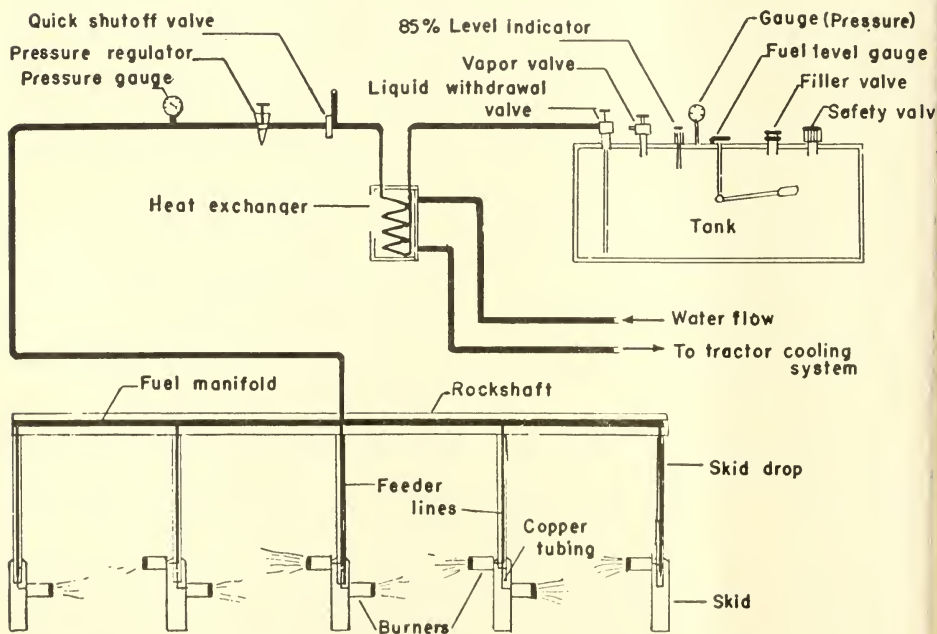 Quick shutoff valve
Pressure regulator
Pressure gauge
85% Level indicator
Vapor valve
Liquid withdrawal
valve
Gauge (Pressure)
Fuel level gauge
Filler valve
Safety valv
Heat exchanger
Tank
Water flow
To tractor cooling
system
Fuel manifold
Rockshaft
Skid drop
Feeder
lines
Copper
tubing
Skid
Burners